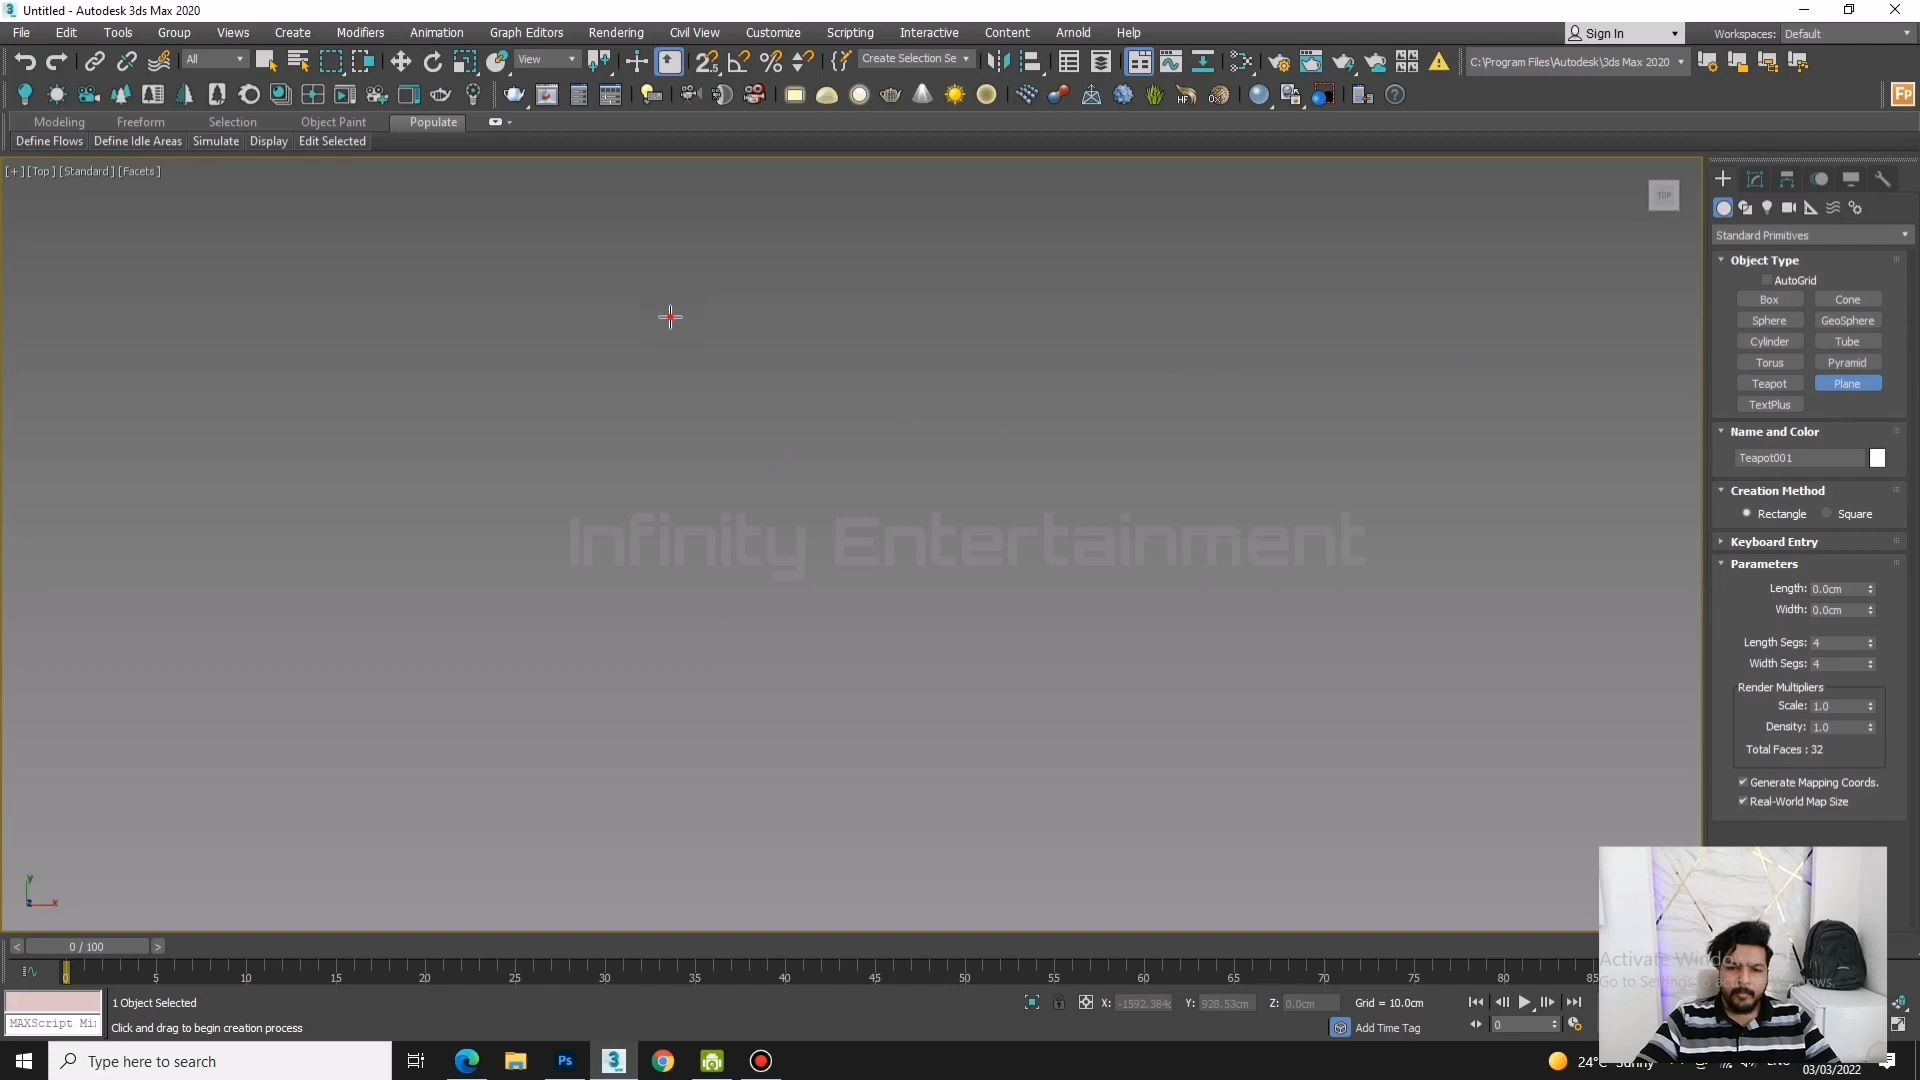 Untitled - Autodesk 3ds Max 2020
File Edit Tools Group Views Create Modifiers Animation Graph Editors Rendering Civil View Customize Scripting Interactive Content Arnold Help
Sign In
Workspaces: Default
All
View
Create Selection Se
C:\Program Files\Autodesk\3ds Max 2020
Modeling Freeform Selection Object Paint Populate
Define Flows Define Idle Areas Simulate Display Edit Selected
[+] [Top] [Standard] [Facets]
TOP
Standard Primitives
Object Type
AutoGrid
Box Cone
Sphere GeoSphere
Cylinder Tube
Torus Pyramid
Teapot Plane
TextPlus
Name and Color
Teapot001
Creation Method
Rectangle Square
Keyboard Entry
Parameters
Length: 0.0cm
Width: 0.0cm
Length Segs: 4
Width Segs: 4
Render Multipliers
Scale: 1.0
Density: 1.0
Total Faces : 32
Generate Mapping Coords.
Real-World Map Size
Infinity Entertainment
y
x
0 / 100
0 5 10 15 20 25 30 35 40 45 50 55 60 65 70 75 80
1 Object Selected
MAXScript Mi
Click and drag to begin creation process
X: -1592.384c Y: 928.53cm Z: 0.0cm Grid = 10.0cm
Add Time Tag
0
Type here to search
24°C Sunny
03/03/2022